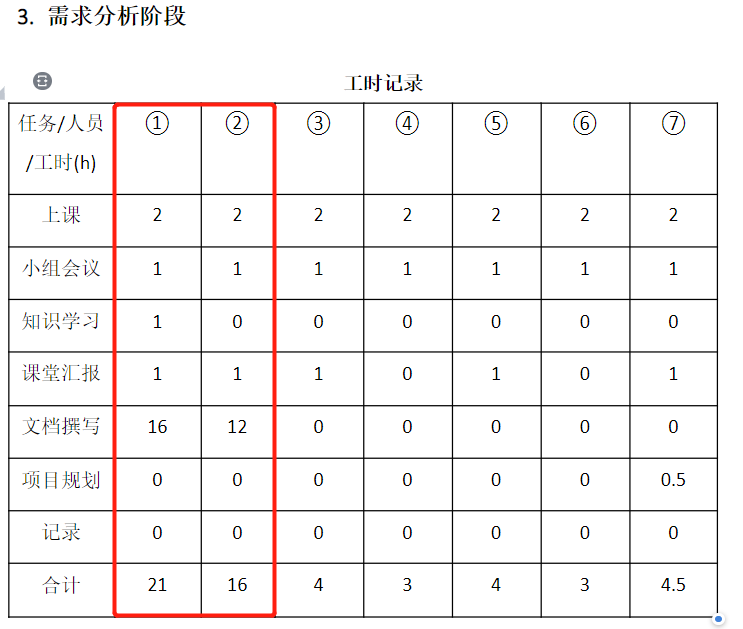 3. 需求分析阶段
工时记录
任务/人员 ① ② ③ ④ ⑤ ⑥ ⑦
/工时(h)
上课 2 2 2 2 2 2 2
小组会议 1 1 1 1 1 1 1
知识学习 1 0 0 0 0 0 0
课堂汇报 1 1 1 0 1 0 1
文档撰写 16 12 0 0 0 0 0
项目规划 0 0 0 0 0 0 0.5
记录 0 0 0 0 0 0 0
合计 21 16 4 3 4 3 4.5